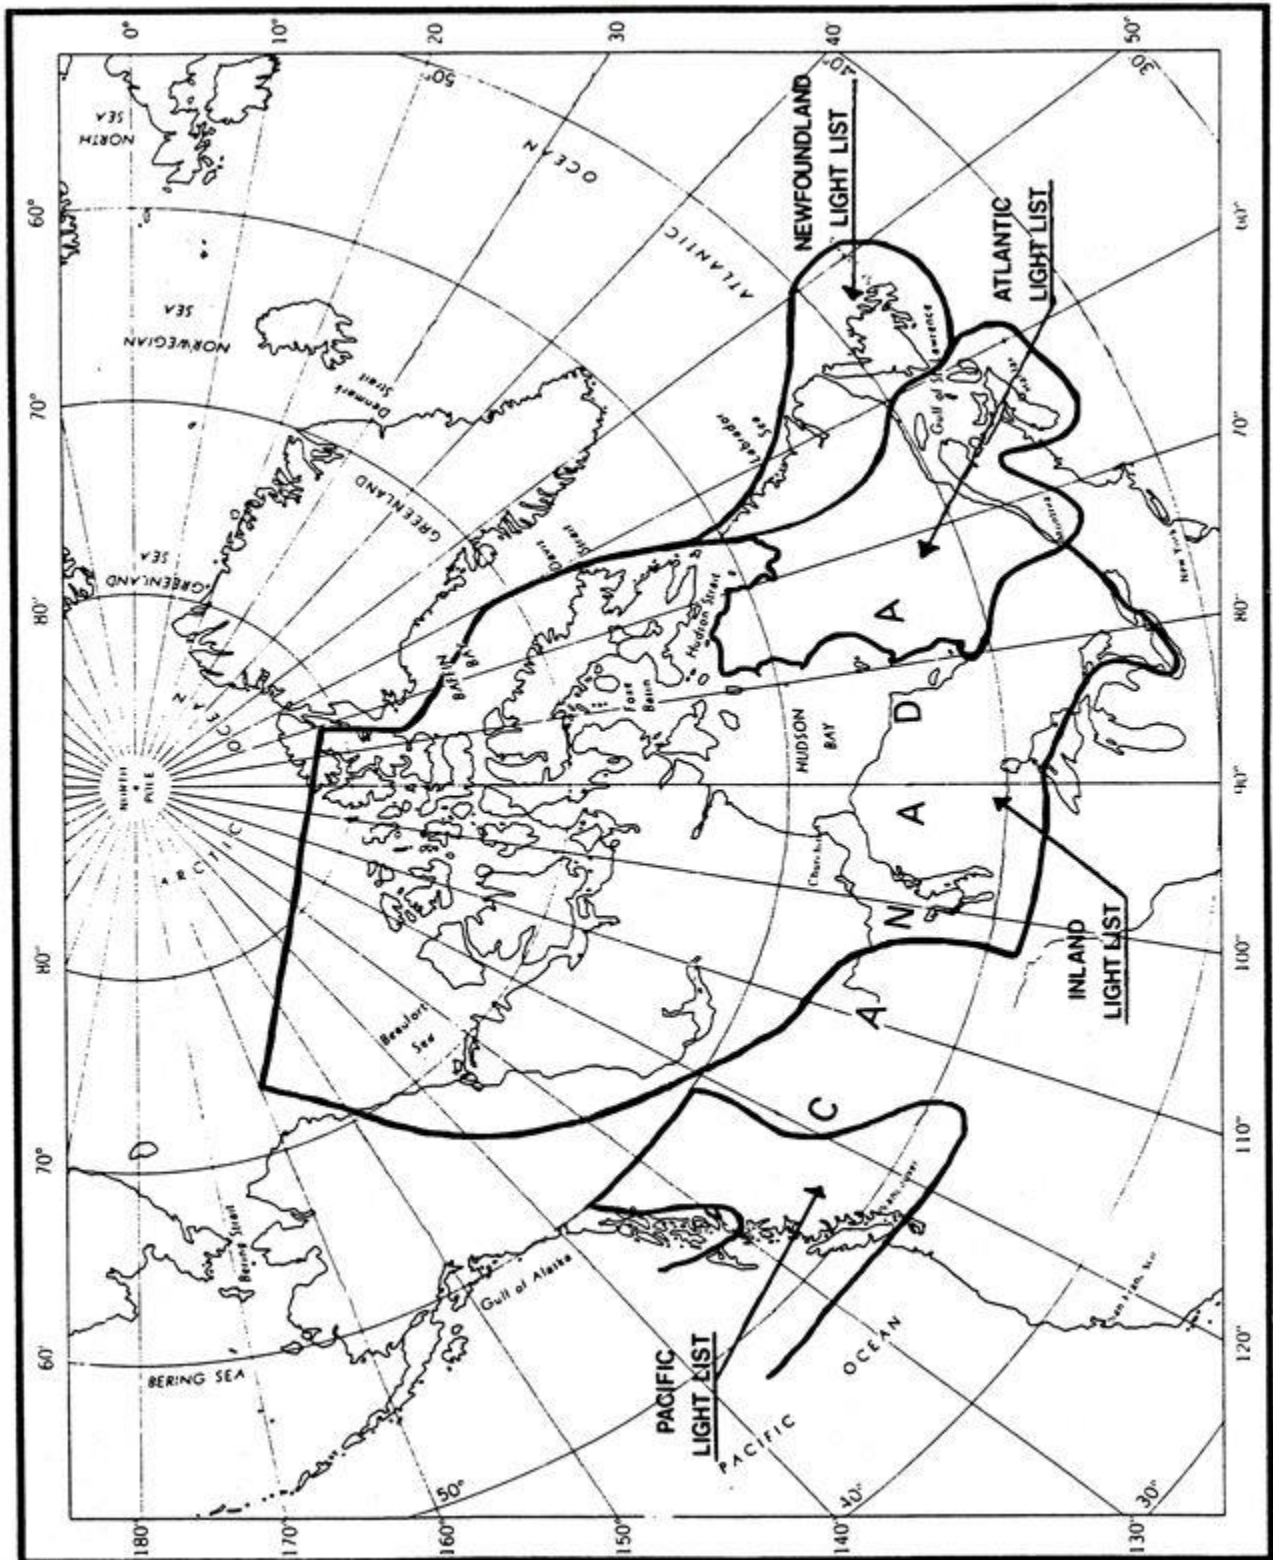 180°
170°
160°
150°
140°
130°
60°
70°
80°
80°
70°
60°
0°
10°
20
30
40
50°
60°
70°
80°
90°
100°
110°
120°
50°
40°
30°
50°
40°
30°
NORTH
POLE
ARCTIC
OCEAN
GREENLAND
SEA
NORWEGIAN
SEA
NORTH
SEA
Denmark
Strait
GREENLAND
ATLANTIC
OCEAN
BAFFIN
BA
Davis
Strait
Labrador
Sea
Hudson Strait
Foxe
Basin
HUDSON
BAY
Beaufort
Sea
Bering Strait
BERING SEA
Gulf of Alaska
PACIFIC
OCEAN
Gulf of St. Lawrence
New York
C
A
N
A
D
A
NEWFOUNDLAND
LIGHT LIST
ATLANTIC
LIGHT LIST
INLAND
LIGHT LIST
PACIFIC
LIGHT LIST